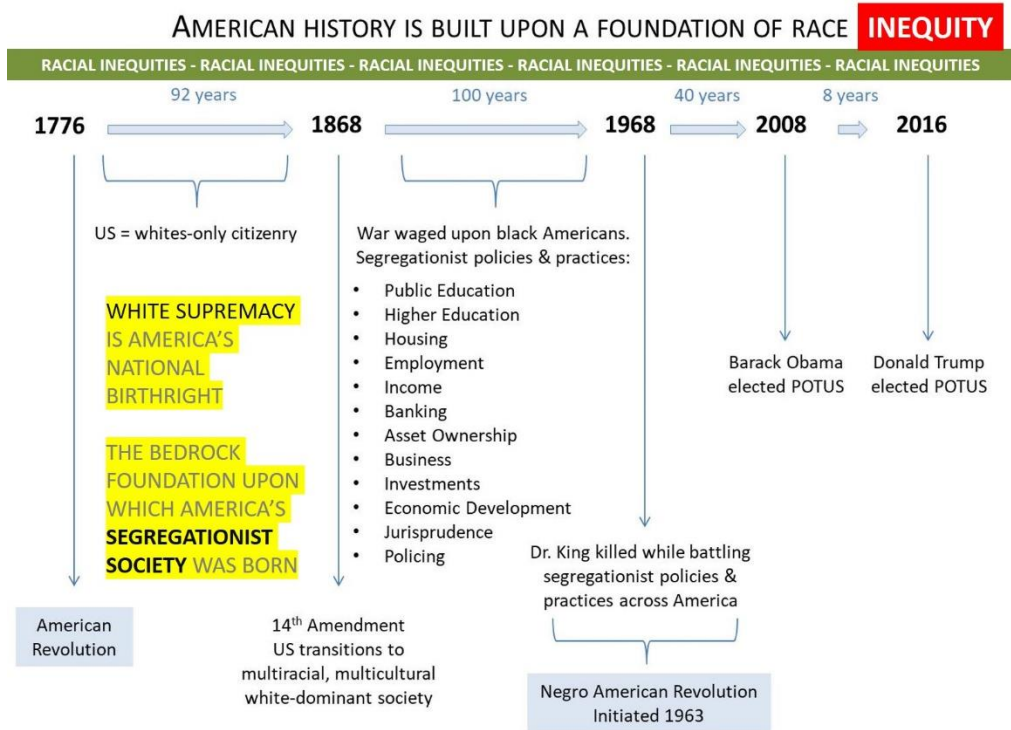 AMERICAN HISTORY IS BUILT UPON A FOUNDATION OF RACE INEQUITY
RACIAL INEQUITIES - RACIAL INEQUITIES - RACIAL INEQUITIES - RACIAL INEQUITIES - RACIAL INEQUITIES - RACIAL INEQUITIES
92 years
100 years
40 years
8 years
1776
1868
1968
2008
2016
US = whites-only citizenry
WHITE SUPREMACY
IS AMERICA'S
NATIONAL
BIRTHRIGHT
THE BEDROCK
FOUNDATION UPON
WHICH AMERICA'S
SEGREGATIONIST
SOCIETY WAS BORN
War waged upon black Americans.
Segregationist policies & practices:
• Public Education
• Higher Education
• Housing
• Employment
• Income
• Banking
• Asset Ownership
• Business
• Investments
• Economic Development
• Jurisprudence
• Policing
Barack Obama
elected POTUS
Donald Trump
elected POTUS
Dr. King killed while battling
segregationist policies &
practices across America
American
Revolution
14th Amendment
US transitions to
multiracial, multicultural
white-dominant society
Negro American Revolution
Initiated 1963